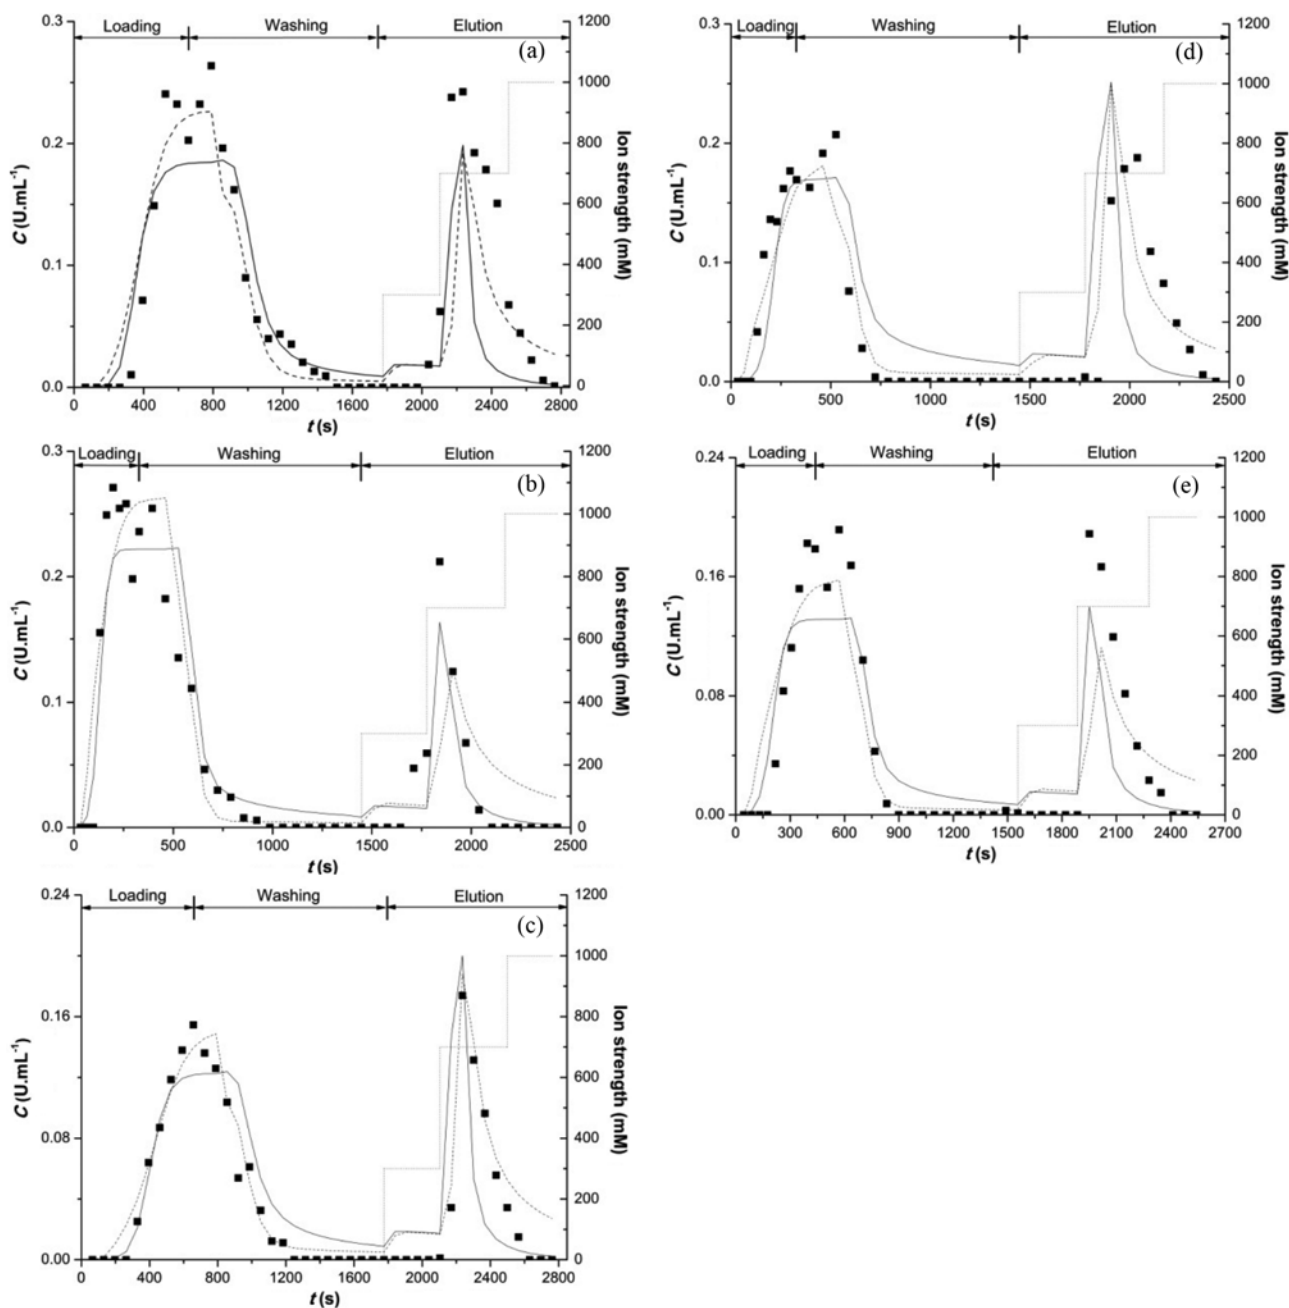 Loading Washing Elution
(a)
0.3
0.2
0.1
0.0
C (U.mL⁻¹)
1200
1000
800
600
400
200
0
Ion strength (mM)
0 400 800 1200 1600 2000 2400 2800
t (s)
Loading Washing Elution
(d)
0.3
0.2
0.1
0.0
C (U.mL⁻¹)
1200
1000
800
600
400
200
0
Ion strength (mM)
0 500 1000 1500 2000 2500
t (s)
Loading Washing Elution
(b)
0.3
0.2
0.1
0.0
C (U.mL⁻¹)
1200
1000
800
600
400
200
0
Ion strength (mM)
0 500 1000 1500 2000 2500
t (s)
Loading Washing Elution
(e)
0.24
0.16
0.08
0.00
C (U.mL⁻¹)
1200
1000
800
600
400
200
0
Ion strength (mM)
0 300 600 900 1200 1500 1800 2100 2400 2700
t (s)
Loading Washing Elution
(c)
0.24
0.16
0.08
0.00
C (U.mL⁻¹)
1200
1000
800
600
400
200
0
Ion strength (mM)
0 400 800 1200 1600 2000 2400 2800
t (s)